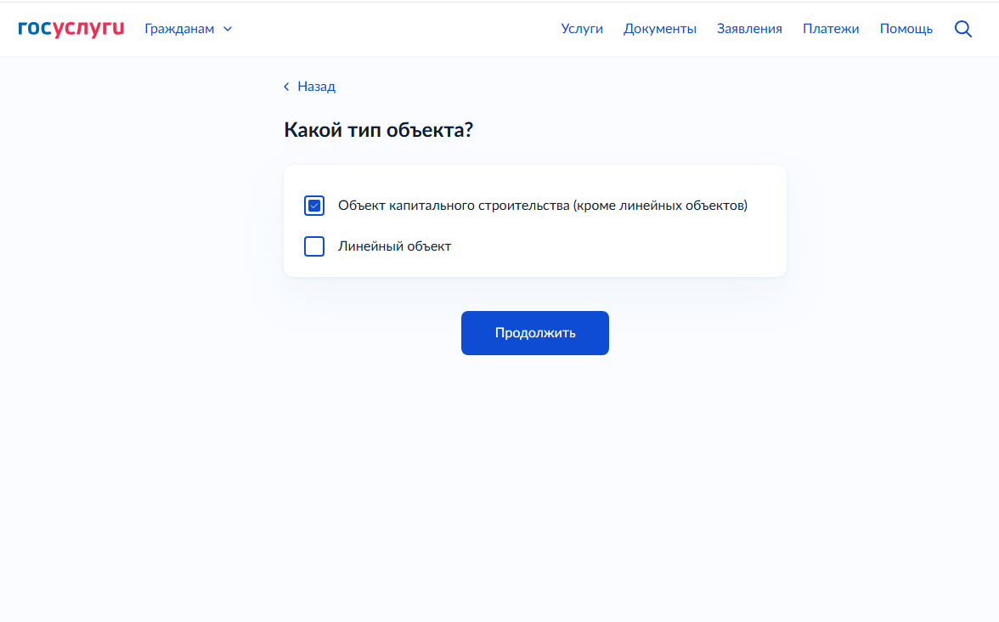 госуслуги
Гражданам
Услуги
Документы
Заявления
Платежи
Помощь
Назад
Какой тип объекта?
Объект капитального строительства (кроме линейных объектов)
Линейный объект
Продолжить